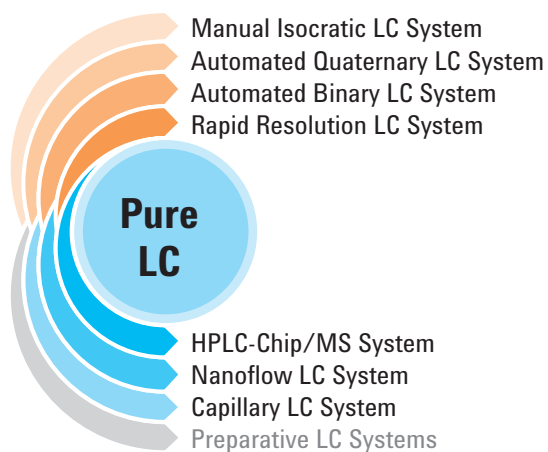 Manual Isocratic LC System
Automated Quaternary LC System
Automated Binary LC System
Rapid Resolution LC System
Pure
LC
HPLC-Chip/MS System
Nanoflow LC System
Capillary LC System
Preparative LC Systems